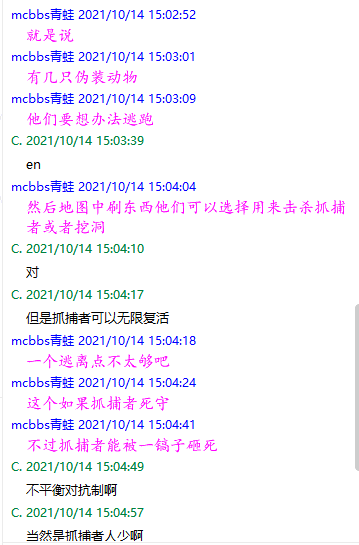 mcbbs青蛙 2021/10/14 15:02:52
就是说
mcbbs青蛙 2021/10/14 15:03:01
有几只伪装动物
mcbbs青蛙 2021/10/14 15:03:09
他们要想办法逃跑
C. 2021/10/14 15:03:39
en
mcbbs青蛙 2021/10/14 15:04:04
然后地图中刷东西他们可以选择用来击杀抓捕
者或者挖洞
C. 2021/10/14 15:04:10
对
C. 2021/10/14 15:04:17
但是抓捕者可以无限复活
mcbbs青蛙 2021/10/14 15:04:18
一个逃离点不太够吧
mcbbs青蛙 2021/10/14 15:04:24
这个如果抓捕者死守
mcbbs青蛙 2021/10/14 15:04:41
不过抓捕者能被一镐子砸死
C. 2021/10/14 15:04:49
不平衡对抗制啊
C. 2021/10/14 15:04:57
当然是抓捕者人少啊